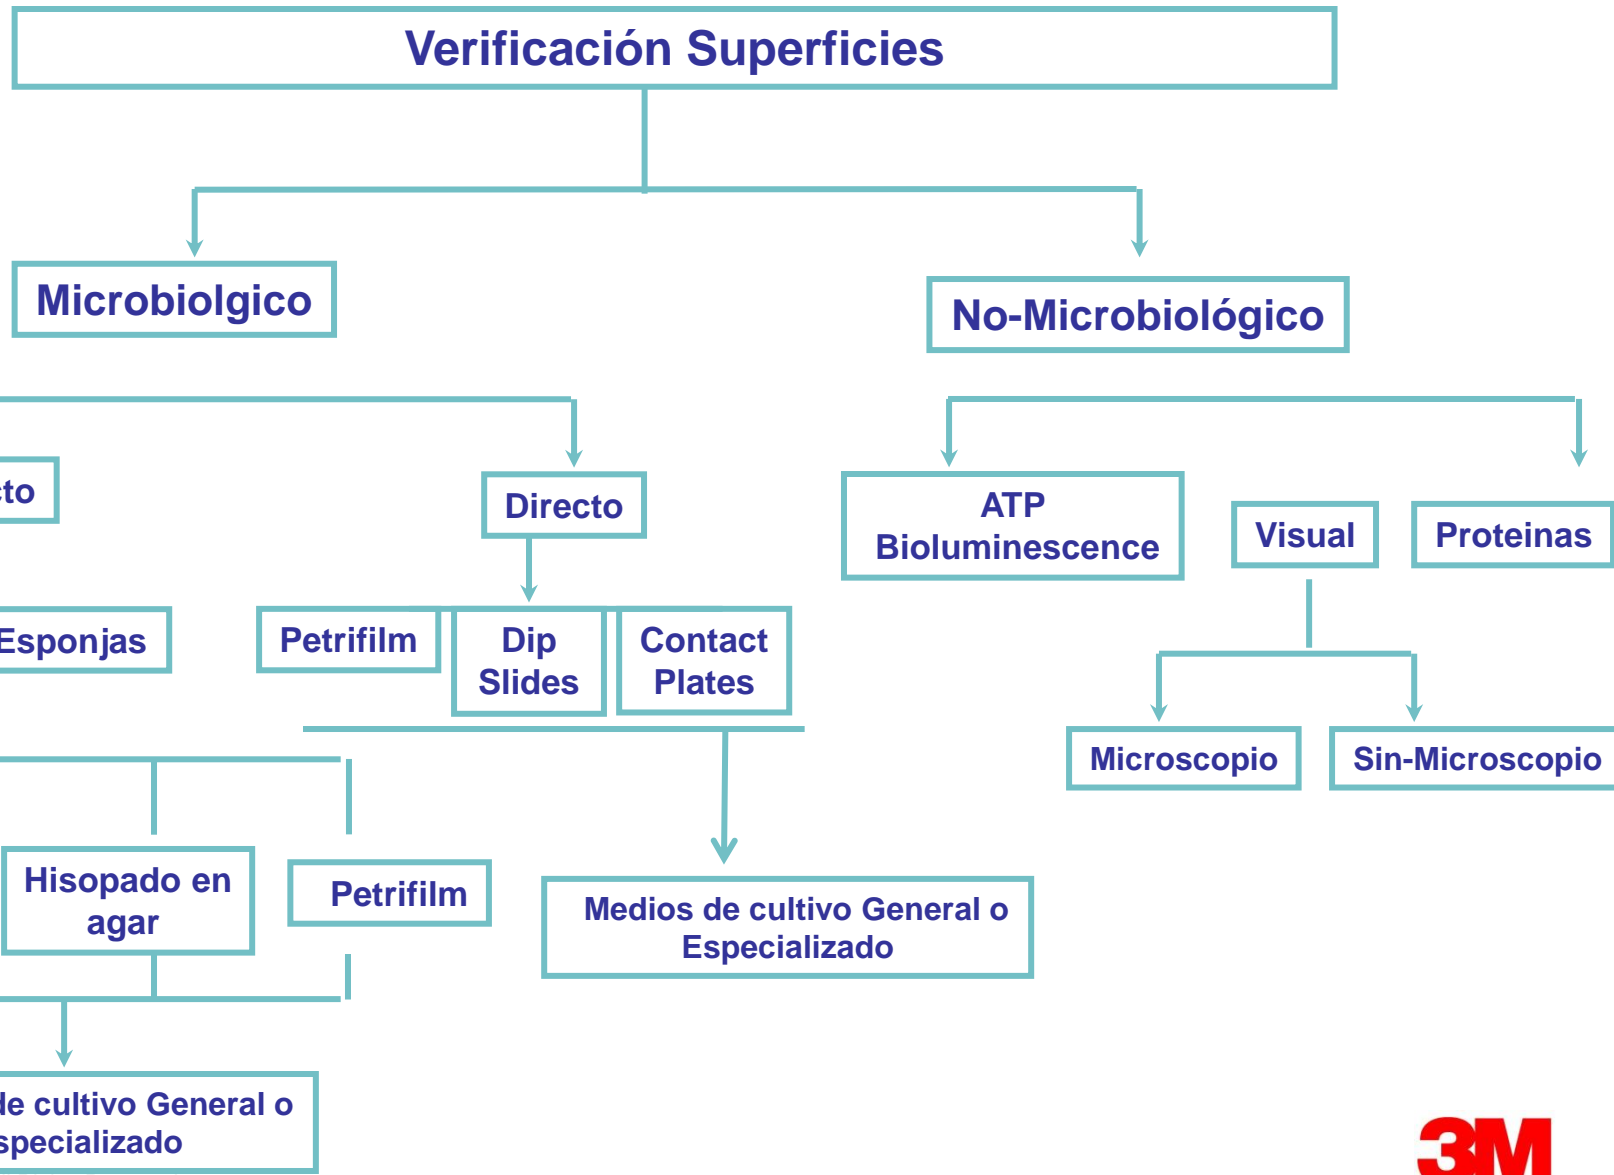 Verificación Superficies
Microbiolgico
No-Microbiológico
cto
Directo
ATP
Bioluminescence
Visual
Proteinas
Esponjas
Petrifilm
Dip
Slides
Contact
Plates
Microscopio
Sin-Microscopio
Hisopado en
agar
Petrifilm
Medios de cultivo General o
Especializado
de cultivo General o
specializado
3M